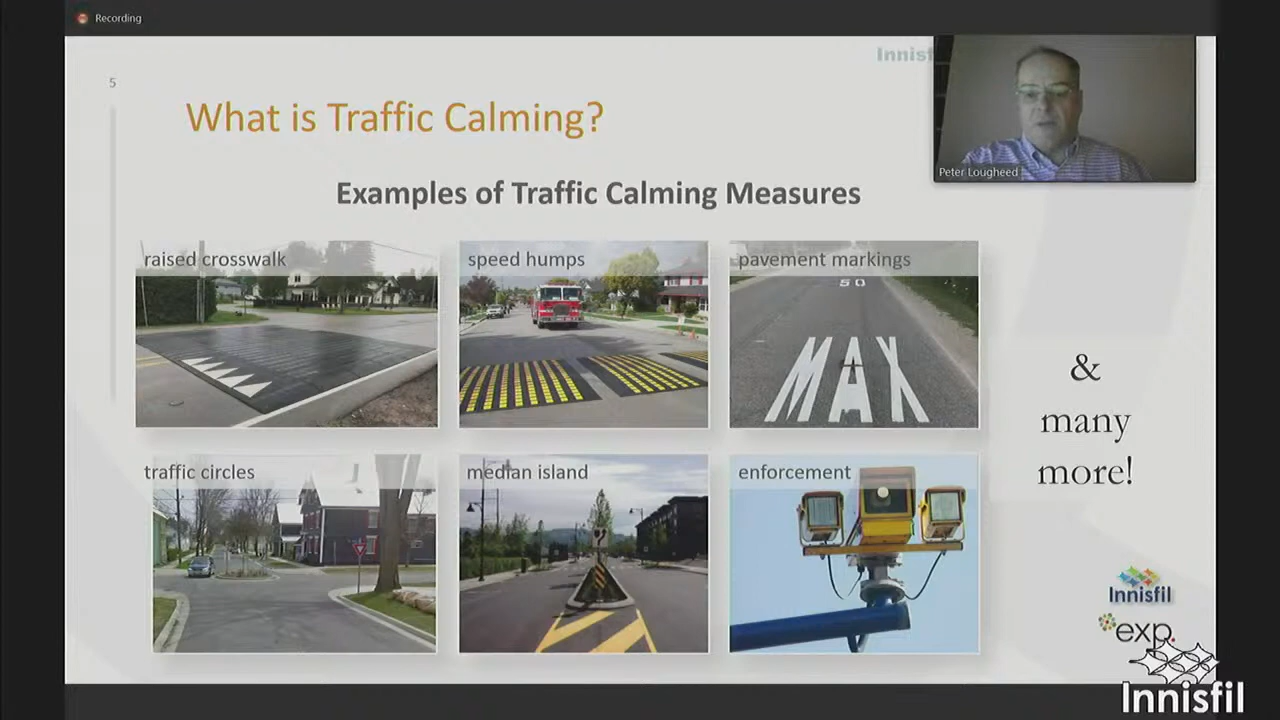 Recording
5
Innisf
What is Traffic Calming?
Peter Lougheed
Examples of Traffic Calming Measures
raised crosswalk
speed humps
pavement markings
50
MAX
&
many
more!
traffic circles
median island
enforcement
Innisfil
exp.
Innisfil